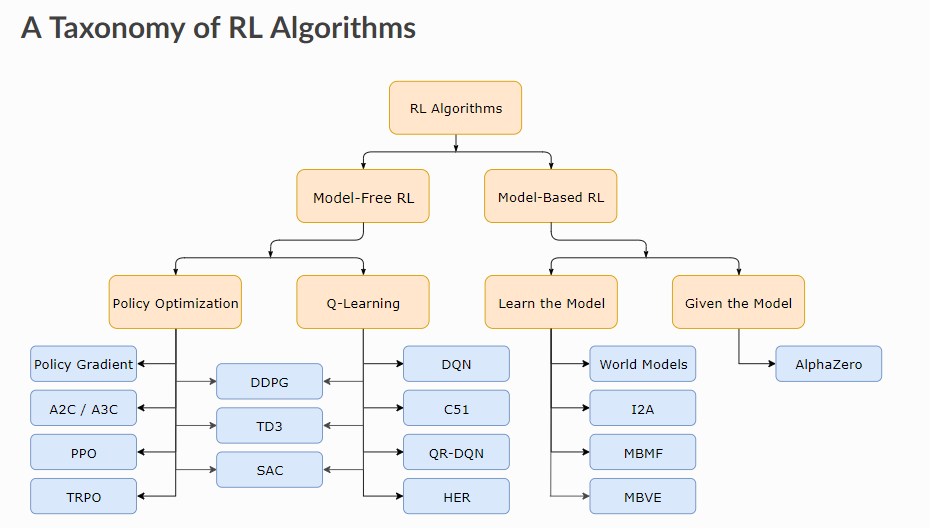 A Taxonomy of RL Algorithms
RL Algorithms
Model-Free RL
Model-Based RL
Policy Optimization
Q-Learning
Learn the Model
Given the Model
Policy Gradient
DDPG
DQN
World Models
AlphaZero
A2C / A3C
TD3
C51
I2A
PPO
SAC
QR-DQN
MBMF
TRPO
HER
MBVE